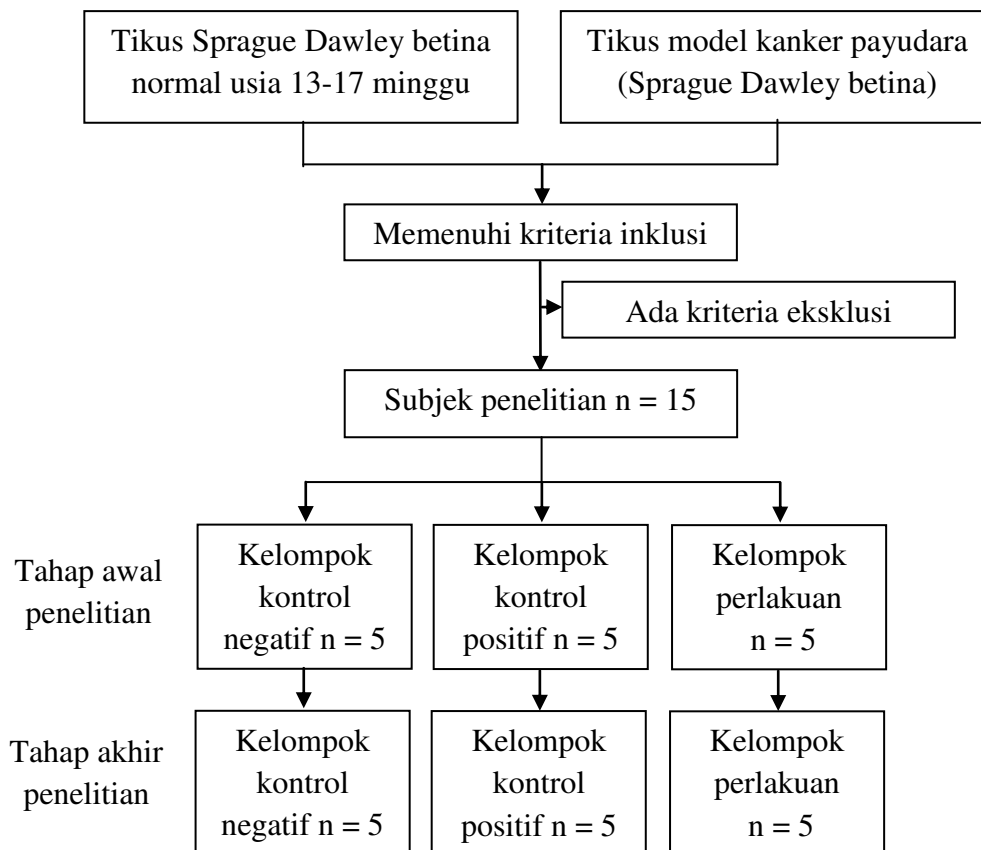 Tikus Sprague Dawley betina
normal usia 13-17 minggu
Tikus model kanker payudara
(Sprague Dawley betina)
Memenuhi kriteria inklusi
Ada kriteria eksklusi
Subjek penelitian n = 15
Tahap awal
penelitian
Kelompok
kontrol
negatif n = 5
Kelompok
kontrol
positif n = 5
Kelompok
perlakuan
n = 5
Tahap akhir
penelitian
Kelompok
kontrol
negatif n = 5
Kelompok
kontrol
positif n = 5
Kelompok
perlakuan
n = 5